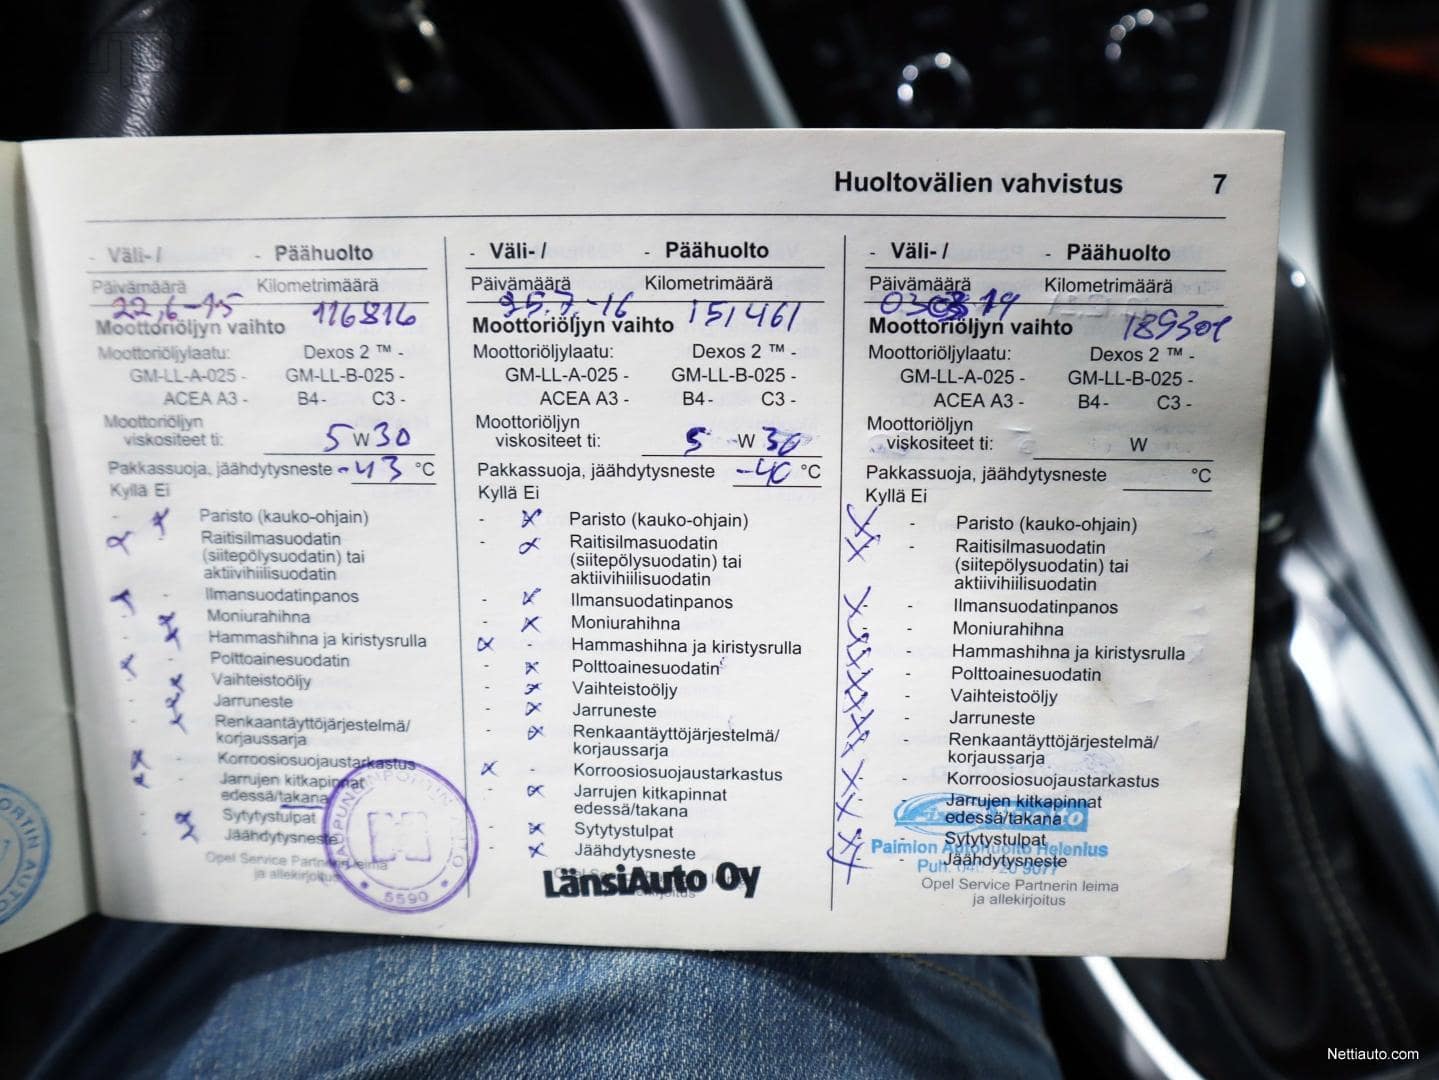 Huoltovälien vahvistus 7
- Väli- / - Päähuolto
Päivämäärä Kilometrimäärä
22,6-15 116816
Moottoriöljyn vaihto
Moottoriöljylaatu: Dexos 2 ™ -
GM-LL-A-025 - GM-LL-B-025 -
ACEA A3 - B4- C3 -
Moottoriöljyn
viskositeet ti: 5 W 30
Pakkassuoja, jäähdytysneste -43 °C
Kyllä Ei
Paristo (kauko-ohjain)
Raitisilmasuodatin
(siitepölysuodatin) tai
aktiivihiilisuodatin
Ilmansuodatinpanos
Moniurahihna
Hammashihna ja kiristysrulla
Polttoainesuodatin
Vaihteistoöljy
Jarruneste
Renkaantäyttöjärjestelmä/
korjaussarja
Korroosiosuojaustarkastus
Jarrujen kitkapinnat
edessä/takana
Sytytystulpat
Jäähdytysneste
Opel Service Partnerin leima
ja allekirjoitus
5590
- Väli- / - Päähuolto
Päivämäärä Kilometrimäärä
25.7.-16 151461
Moottoriöljyn vaihto
Moottoriöljylaatu: Dexos 2 ™ -
GM-LL-A-025 - GM-LL-B-025 -
ACEA A3 - B4- C3 -
Moottoriöljyn
viskositeet ti: 5 -W 30
Pakkassuoja, jäähdytysneste -40 °C
Kyllä Ei
Paristo (kauko-ohjain)
Raitisilmasuodatin
(siitepölysuodatin) tai
aktiivihiilisuodatin
Ilmansuodatinpanos
Moniurahihna
Hammashihna ja kiristysrulla
Polttoainesuodatin
Vaihteistoöljy
Jarruneste
Renkaantäyttöjärjestelmä/
korjaussarja
Korroosiosuojaustarkastus
Jarrujen kitkapinnat
edessä/takana
Sytytystulpat
Jäähdytysneste
LänsiAuto Oy
- Väli- / - Päähuolto
Päivämäärä Kilometrimäärä
Moottoriöljyn vaihto
Moottoriöljylaatu: Dexos 2 ™ -
GM-LL-A-025 - GM-LL-B-025 -
ACEA A3 - B4- C3 -
Moottoriöljyn
viskositeet ti: W
Pakkassuoja, jäähdytysneste °C
Kyllä Ei
Paristo (kauko-ohjain)
Raitisilmasuodatin
(siitepölysuodatin) tai
aktiivihiilisuodatin
Ilmansuodatinpanos
Moniurahihna
Hammashihna ja kiristysrulla
Polttoainesuodatin
Vaihteistoöljy
Jarruneste
Renkaantäyttöjärjestelmä/
korjaussarja
Korroosiosuojaustarkastus
Jarrujen kitkapinnat
edessä/takana
Sytytystulpat
Paimion Autohuolto Helenius
Jäähdytysneste
Puh.
Opel Service Partnerin leima
ja allekirjoitus
Nettiauto.com